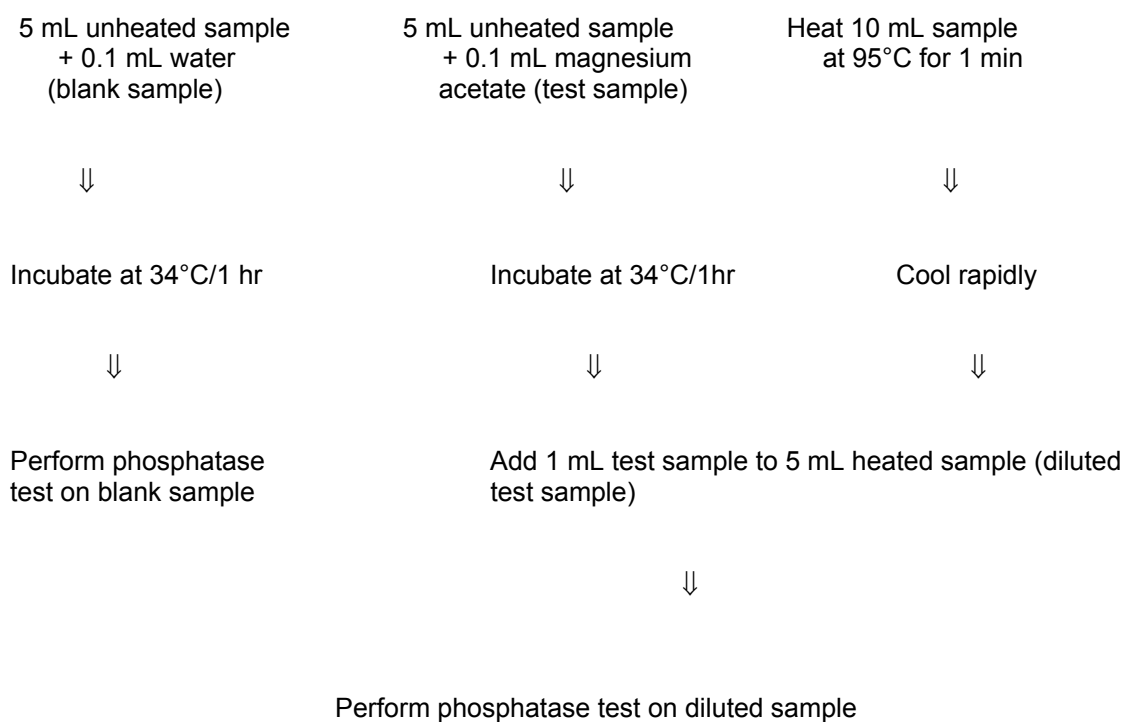 5 mL unheated sample
+ 0.1 mL water
(blank sample)
5 mL unheated sample
+ 0.1 mL magnesium
acetate (test sample)
Heat 10 mL sample
at 95°C for 1 min
⇓
⇓
⇓
Incubate at 34°C/1 hr
Incubate at 34°C/1hr
Cool rapidly
⇓
⇓
⇓
Perform phosphatase
test on blank sample
Add 1 mL test sample to 5 mL heated sample (diluted
test sample)
⇓
Perform phosphatase test on diluted sample